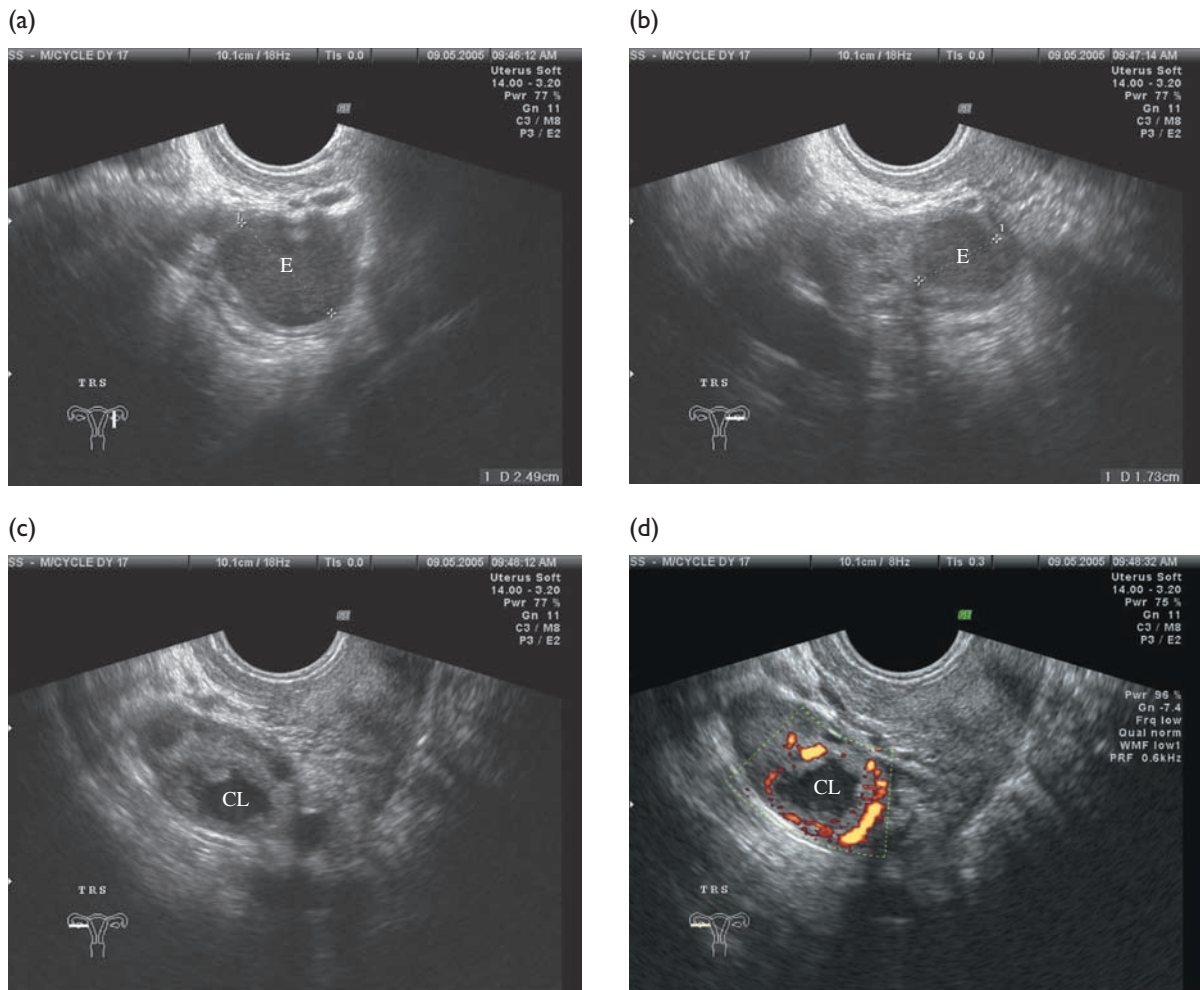 (a)
SS - M/CYCLE DY 17 10.1cm / 18Hz TIs 0.0 09.05.2005 09:46:12 AM
Uterus Soft
14.00 - 3.20
Pwr 77 %
Gn 11
C3 / M8
P3 / E2
1
E
TRS
1 D 2.49cm
(b)
SS - M/CYCLE DY 17 10.1cm / 18Hz TIs 0.0 09.05.2005 09:47:14 AM
Uterus Soft
14.00 - 3.20
Pwr 77 %
Gn 11
C3 / M8
P3 / E2
1
E
TRS
1 D 1.73cm
(c)
SS - M/CYCLE DY 17 10.1cm / 18Hz TIs 0.0 09.05.2005 09:48:12 AM
Uterus Soft
14.00 - 3.20
Pwr 77 %
Gn 11
C3 / M8
P3 / E2
CL
TRS
(d)
SS - M/CYCLE DY 17 10.1cm / 8Hz TIs 0.3 09.05.2005 09:48:32 AM
Uterus Soft
14.00 - 3.20
Pwr 75 %
Gn 11
C3 / M8
P3 / E2
Pwr 96 %
Gn -7.4
Frq low
Qual norm
WMF low1
PRF 0.6kHz
CL
TRS